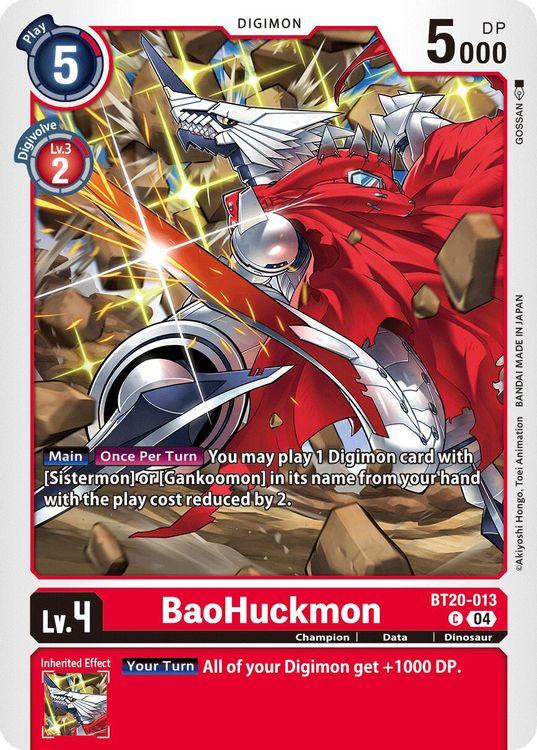 DIGIMON
Play
5
DP
5000
Digivolve
Lv.3
2
GOSSAN
©Akiyoshi Hongo, Toei Animation BANDAI MADE IN JAPAN
Main Once Per Turn You may play 1 Digimon card with
[Sistermon] or [Gankoomon] in its name from your hand
with the play cost reduced by 2.
Lv.4
BaoHuckmon
BT20-013
C 04
Champion | Data | Dinosaur
Inherited Effect
Your Turn All of your Digimon get +1000 DP.